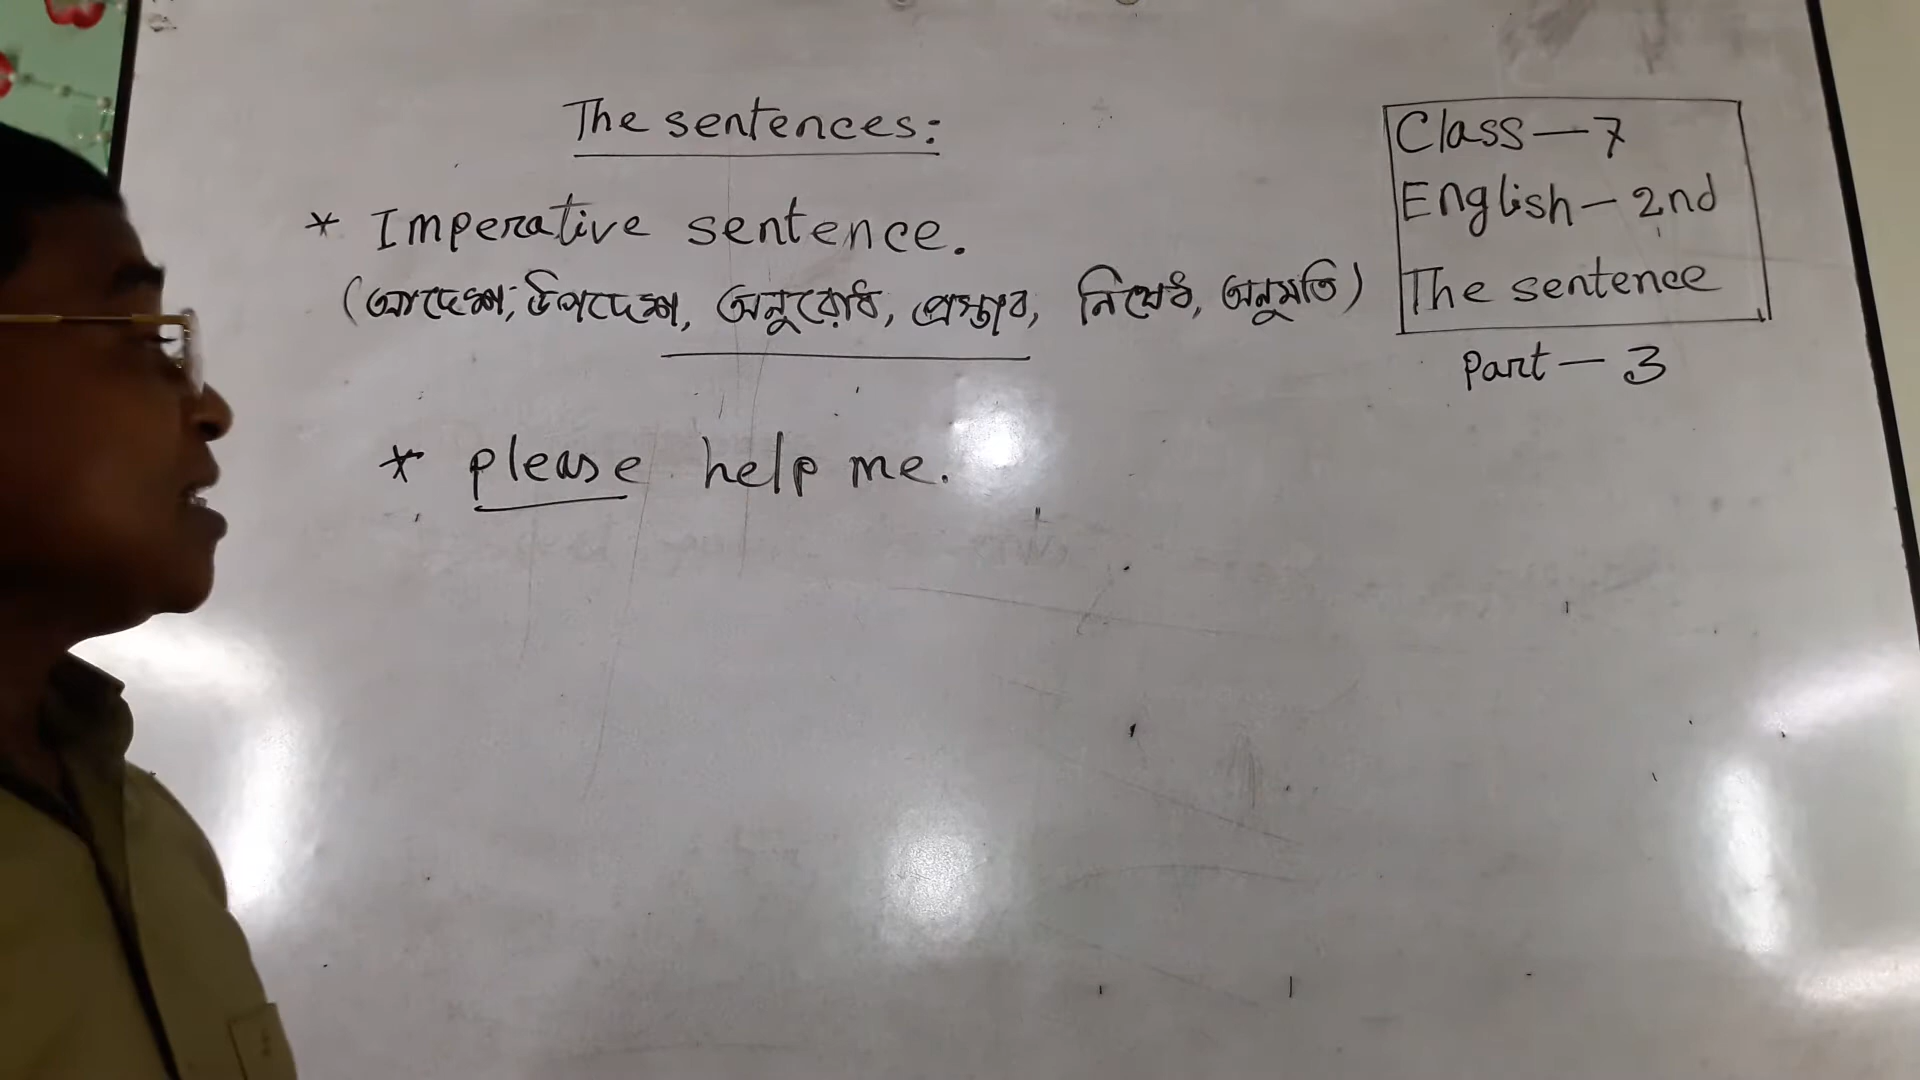 The sentences:
* Imperative sentence.
(আদেশ, উপদেশ, অনুরোধ, প্রস্তাব, নিষেধ, অনুমতি)
* please help me.
Class — 7
English — 2nd
The sentence
Part — 3